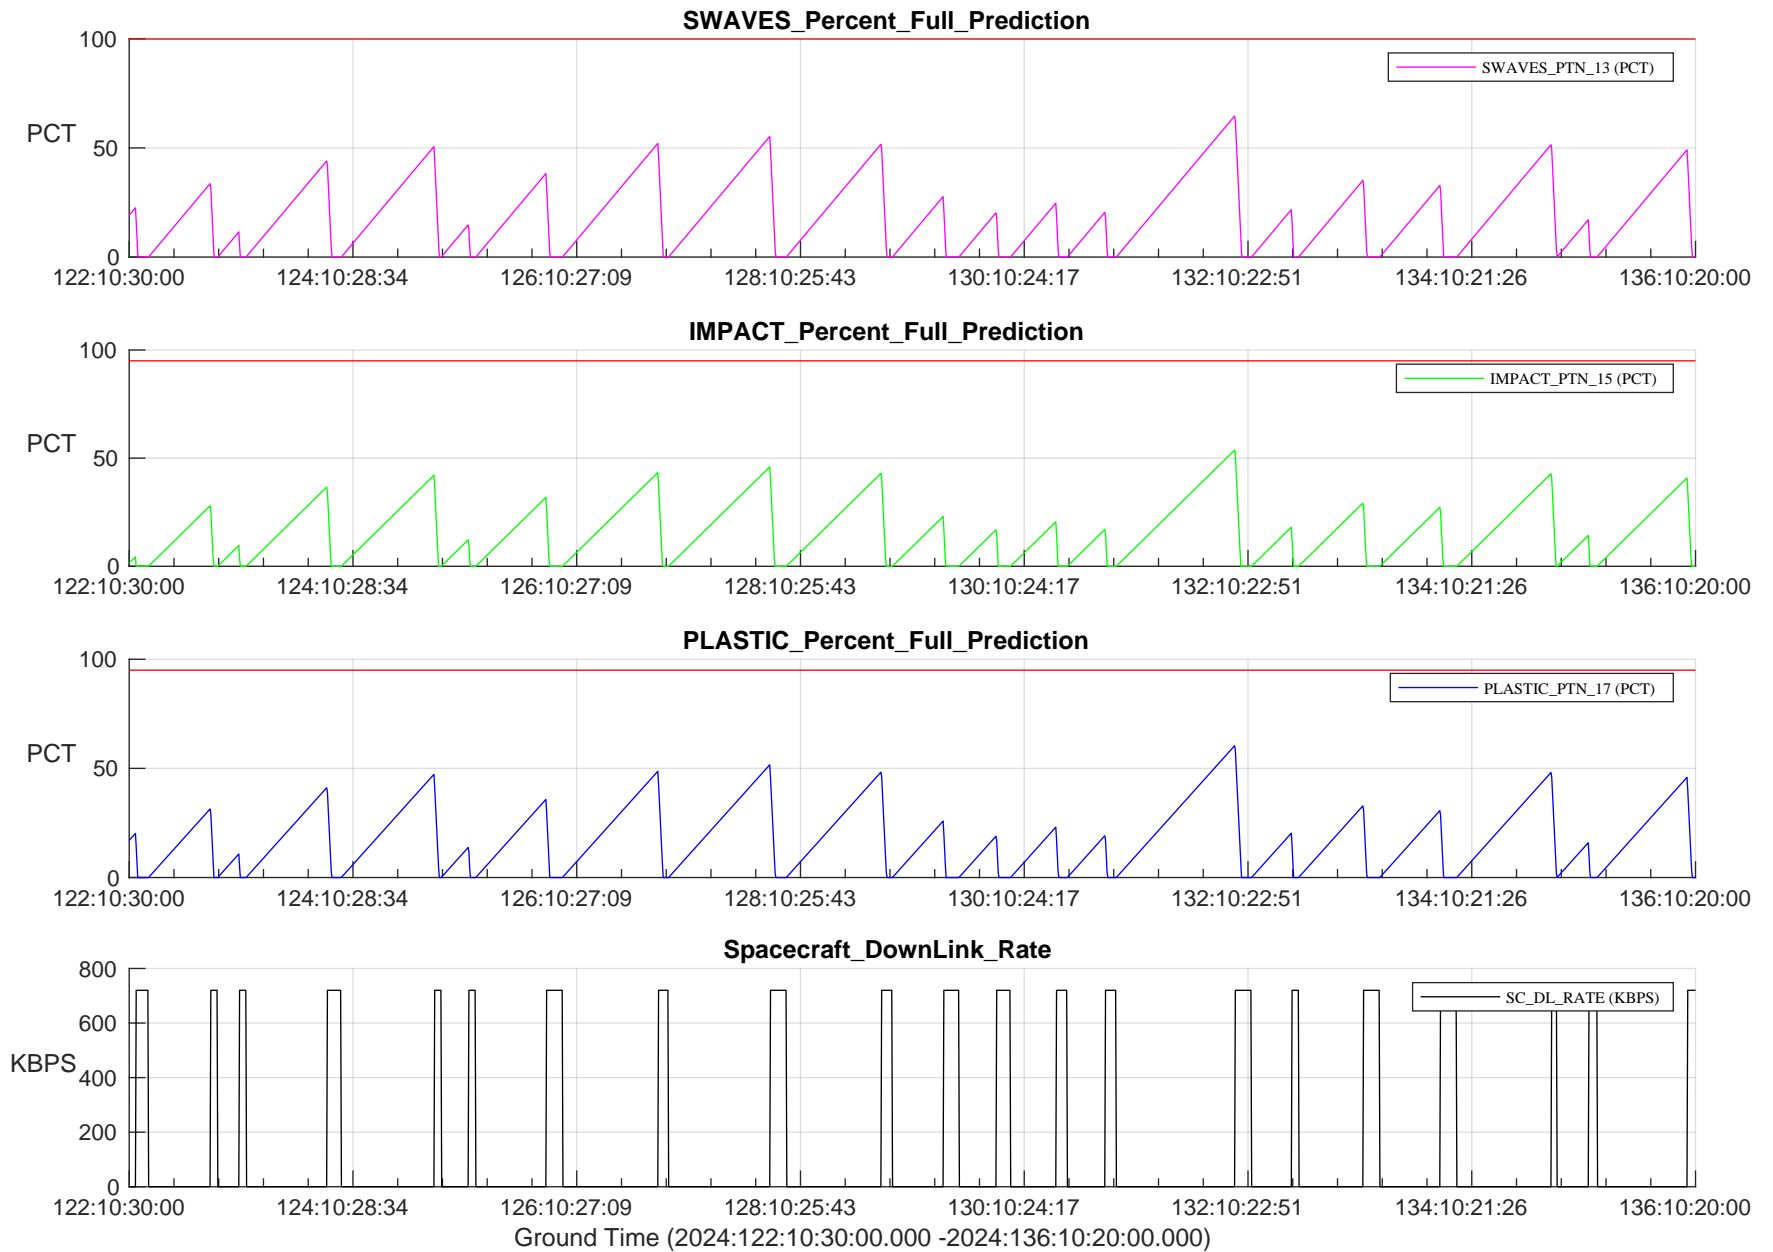 SWAVES_Percent_Full_Prediction
100
SWAVES_PTN_13 (PCT)
PCT
50
0
122:10:30:00 124:10:28:34 126:10:27:09 128:10:25:43 130:10:24:17 132:10:22:51 134:10:21:26 136:10:20:00
IMPACT_Percent_Full_Prediction
100
IMPACT_PTN_15 (PCT)
PCT
50
0
122:10:30:00 124:10:28:34 126:10:27:09 128:10:25:43 130:10:24:17 132:10:22:51 134:10:21:26 136:10:20:00
PLASTIC_Percent_Full_Prediction
100
PLASTIC_PTN_17 (PCT)
PCT
50
0
122:10:30:00 124:10:28:34 126:10:27:09 128:10:25:43 130:10:24:17 132:10:22:51 134:10:21:26 136:10:20:00
Spacecraft_DownLink_Rate
800
SC_DL_RATE (KBPS)
600
KBPS
400
200
0
122:10:30:00 124:10:28:34 126:10:27:09 128:10:25:43 130:10:24:17 132:10:22:51 134:10:21:26 136:10:20:00
Ground Time (2024:122:10:30:00.000 -2024:136:10:20:00.000)